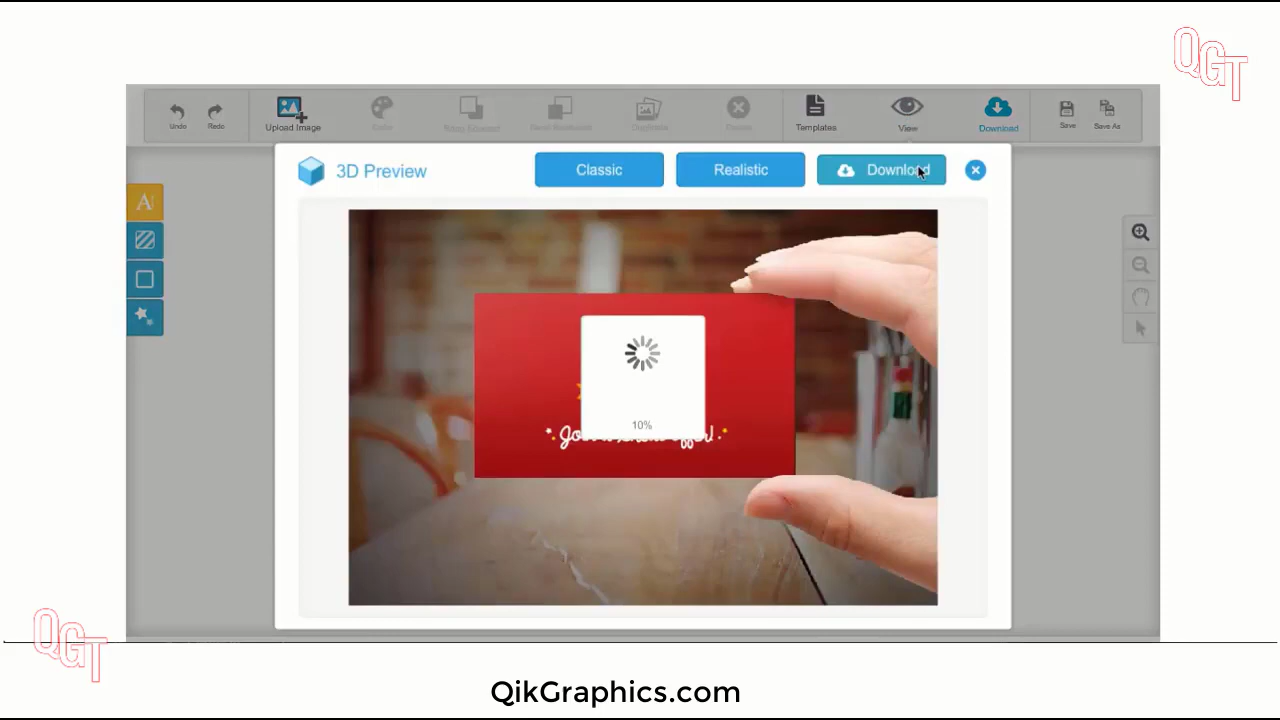 QGT
Undo
Redo
Upload Image
Duplicate
Templates
View
Download
Save
Save As
3D Preview
Classic
Realistic
Download
A
10%
QGT
QikGraphics.com